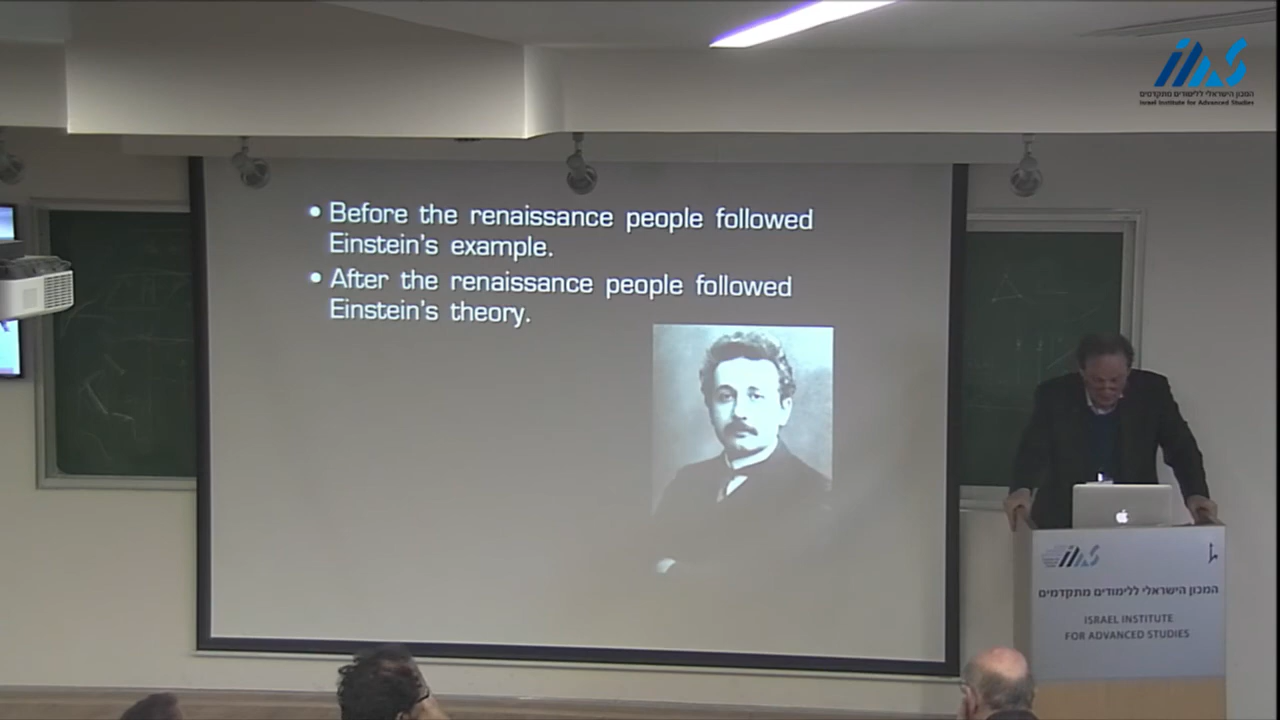 המכון הישראלי ללימודים מתקדמים
Israel Institute for Advanced Studies
• Before the renaissance people followed
Einstein's example.
• After the renaissance people followed
Einstein's theory.
המכון הישראלי ללימודים מתקדמים
ISRAEL INSTITUTE
FOR ADVANCED STUDIES